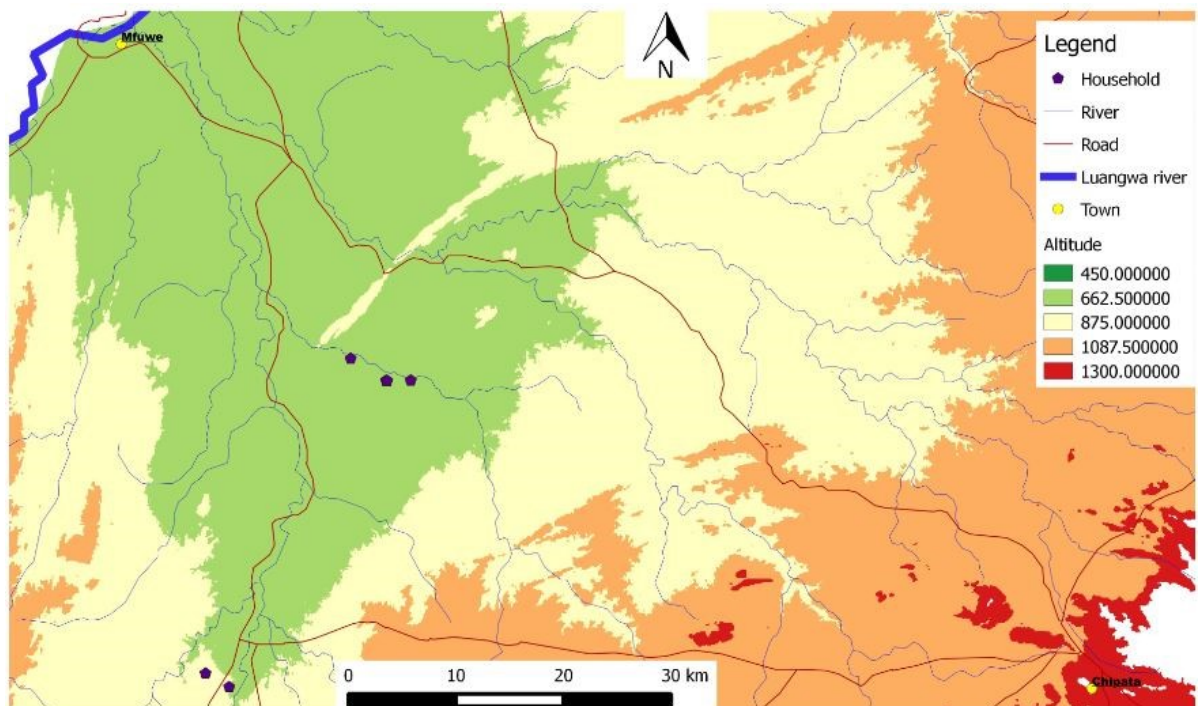 Mfuwe
N
Legend
Household
River
Road
Luangwa river
Town
Altitude
450.000000
662.500000
875.000000
1087.500000
1300.000000
0 10 20 30 km
Chipata